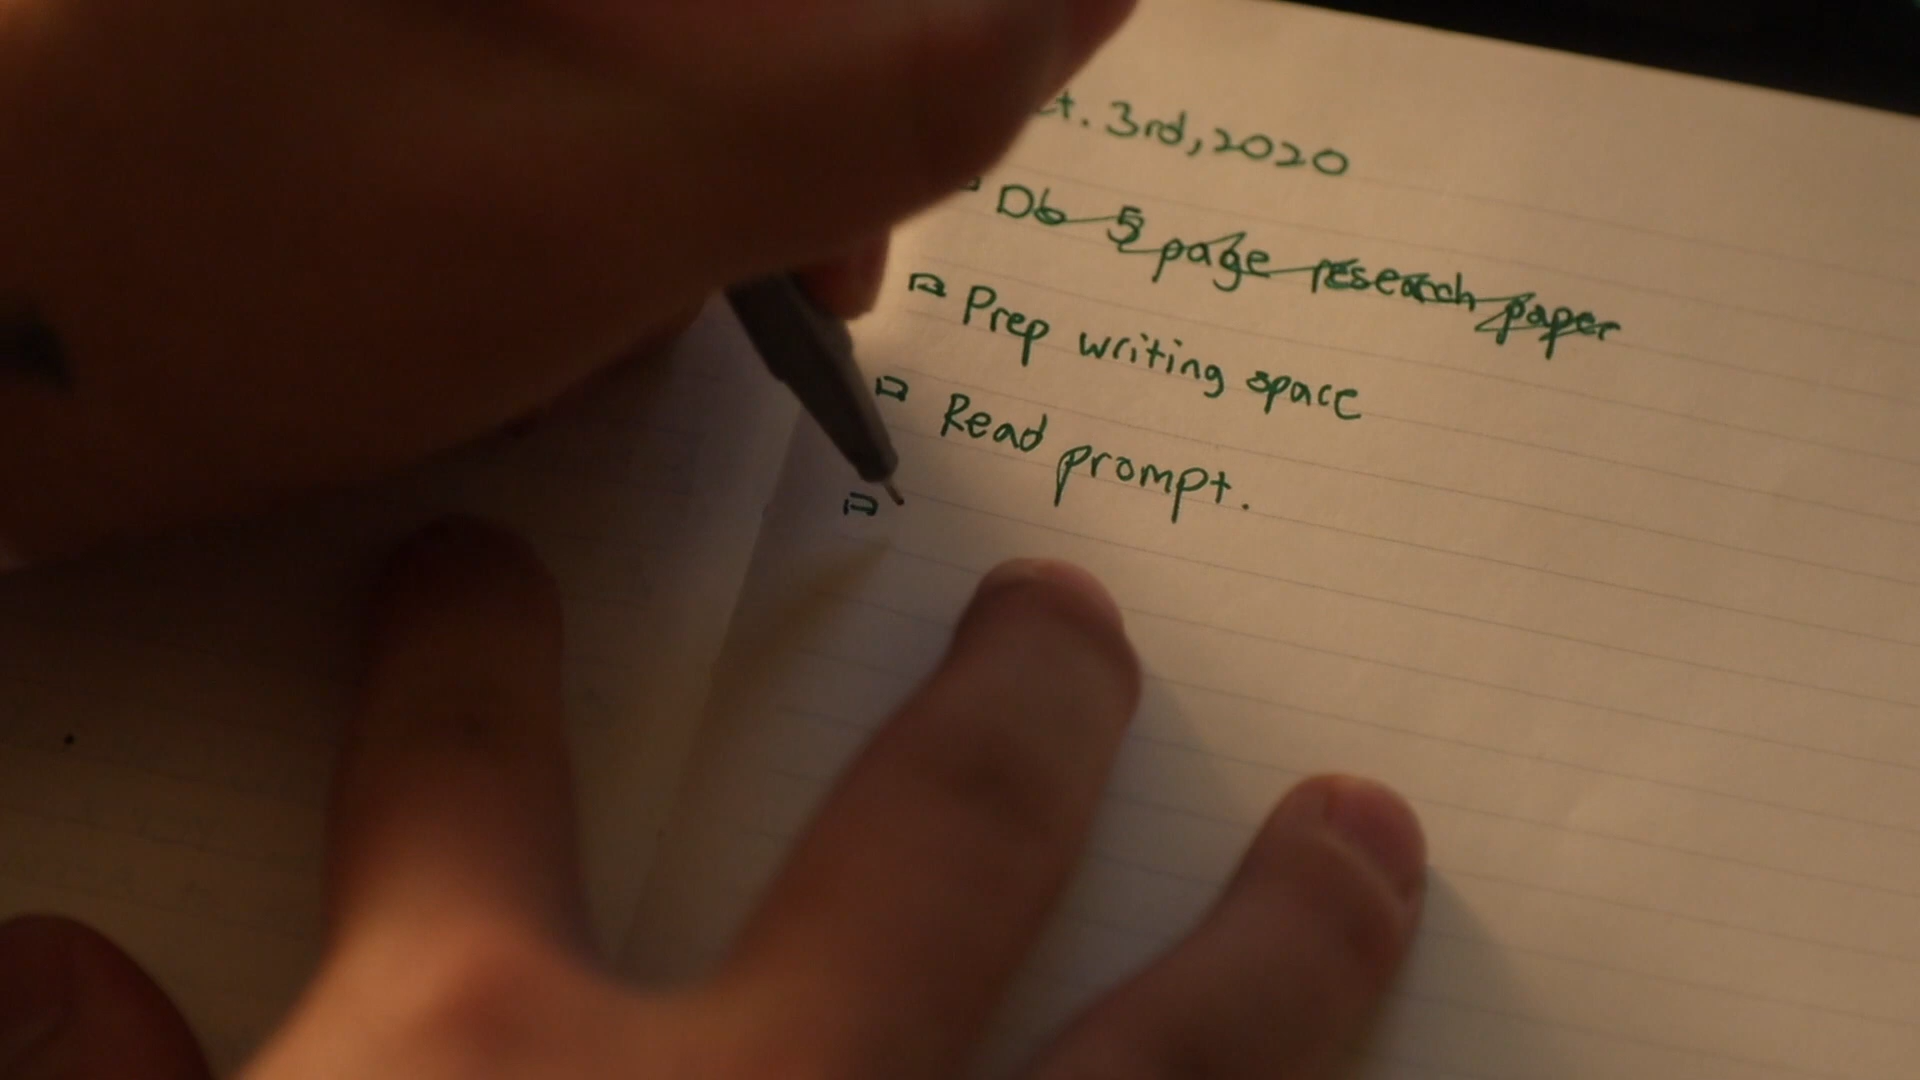 t. 3rd, 2020
Do 5 page research paper
Prep writing space
Read prompt.